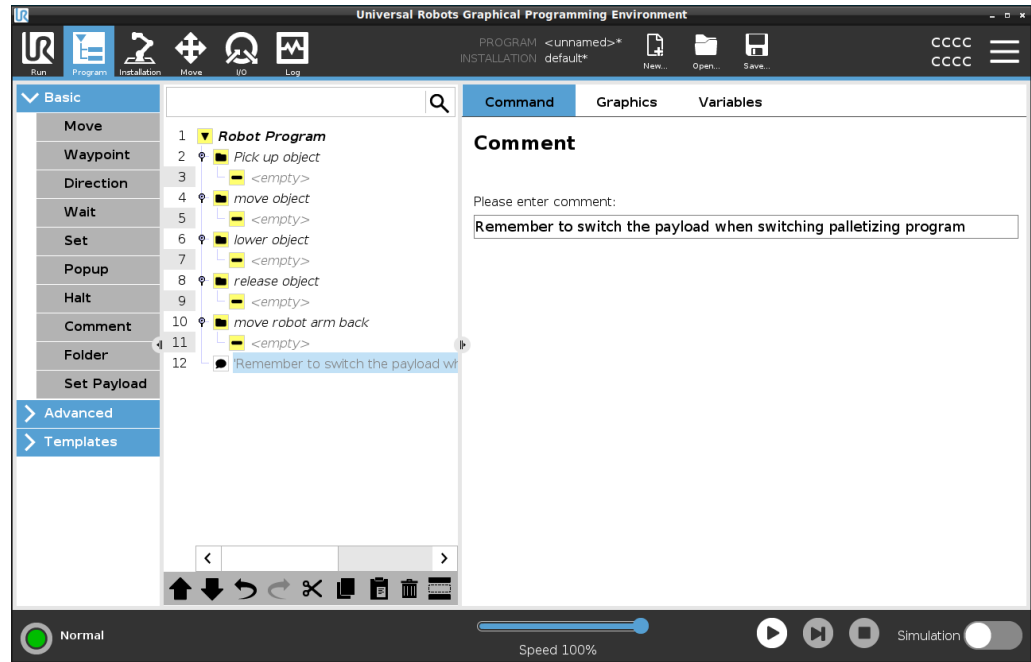 UR
Universal Robots Graphical Programming Environment
UR
Run
Program
Installation
Move
I/O
Log
PROGRAM <unnamed>*
INSTALLATION default*
New...
Open...
Save...
CCCC
CCCC
Basic
Move
Waypoint
Direction
Wait
Set
Popup
Halt
Comment
Folder
Set Payload
Advanced
Templates
1 Robot Program
2 Pick up object
3 <empty>
4 move object
5 <empty>
6 lower object
7 <empty>
8 release object
9 <empty>
10 move robot arm back
11 <empty>
12 'Remember to switch the payload wh
Command Graphics Variables
Comment
Please enter comment:
Remember to switch the payload when switching palletizing program
Normal
Speed 100%
Simulation